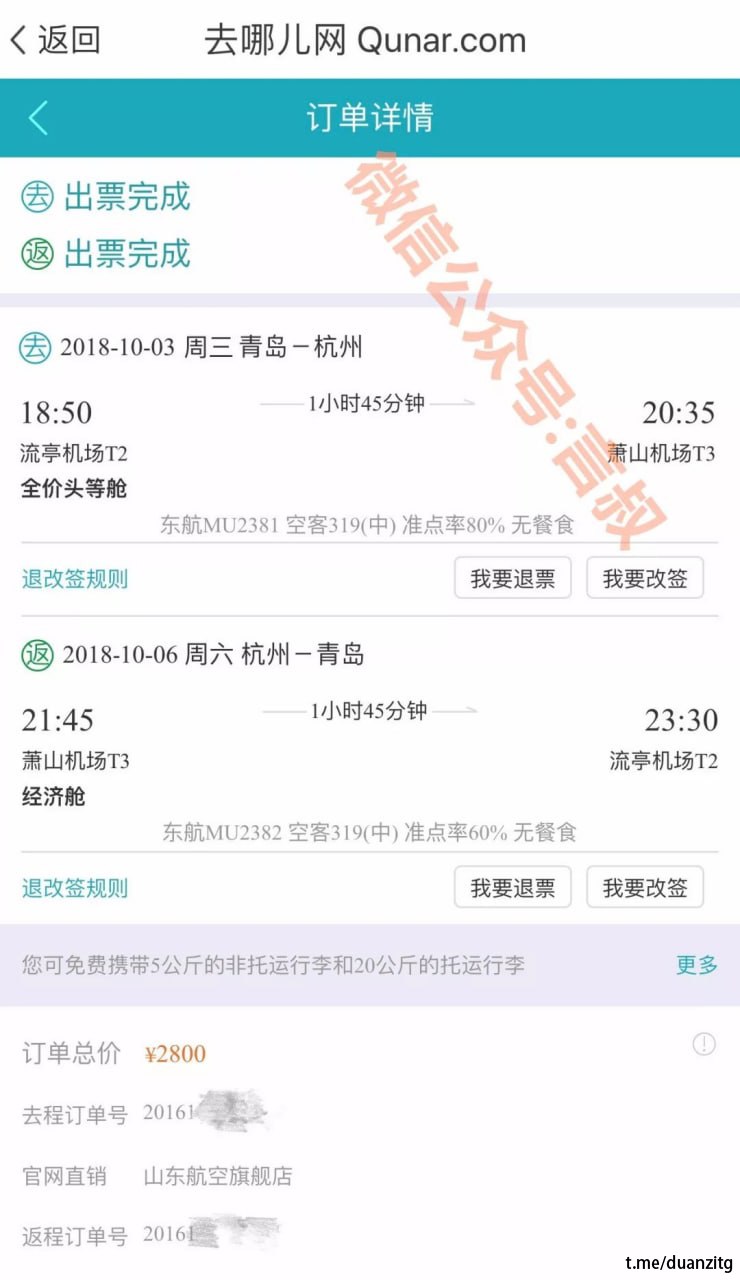 返回 去哪儿网 Qunar.com
订单详情
去 出票完成
返 出票完成
微信公众号:言叔
去 2018-10-03 周三 青岛－杭州
18:50 1小时45分钟 20:35
流亭机场T2 萧山机场T3
全价头等舱
东航MU2381 空客319(中) 准点率80% 无餐食
退改签规则 我要退票 我要改签
返 2018-10-06 周六 杭州－青岛
21:45 1小时45分钟 23:30
萧山机场T3 流亭机场T2
经济舱
东航MU2382 空客319(中) 准点率60% 无餐食
退改签规则 我要退票 我要改签
您可免费携带5公斤的非托运行李和20公斤的托运行李 更多
订单总价 ¥2800
去程订单号 20161
官网直销 山东航空旗舰店
返程订单号 20161
t.me/duanzitg